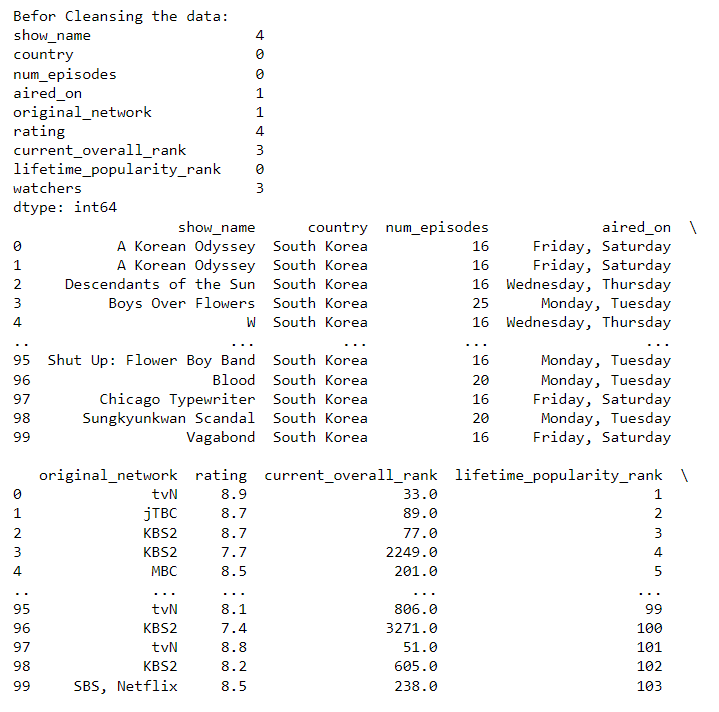 Befor Cleansing the data:
show_name                    4
country                      0
num_episodes                 0
aired_on                     1
original_network             1
rating                       4
current_overall_rank         3
lifetime_popularity_rank     0
watchers                     3
dtype: int64
                   show_name      country  num_episodes             aired_on  \
0            A Korean Odyssey  South Korea            16     Friday, Saturday
1            A Korean Odyssey  South Korea            16     Friday, Saturday
2      Descendants of the Sun  South Korea            16  Wednesday, Thursday
3           Boys Over Flowers  South Korea            25      Monday, Tuesday
4                           W  South Korea            16  Wednesday, Thursday
..                        ...          ...           ...                  ...
95    Shut Up: Flower Boy Band  South Korea            16      Monday, Tuesday
96                       Blood  South Korea            20      Monday, Tuesday
97          Chicago Typewriter  South Korea            16     Friday, Saturday
98        Sungkyunkwan Scandal  South Korea            20      Monday, Tuesday
99                    Vagabond  South Korea            16     Friday, Saturday
   original_network  rating  current_overall_rank  lifetime_popularity_rank  \
0               tvN     8.9                  33.0                         1
1              jTBC     8.7                  89.0                         2
2              KBS2     8.7                  77.0                         3
3              KBS2     7.7                2249.0                         4
4               MBC     8.5                 201.0                         5
..              ...     ...                   ...                       ...
95              tvN     8.1                 806.0                        99
96             KBS2     7.4                3271.0                       100
97              tvN     8.8                  51.0                       101
98             KBS2     8.2                 605.0                       102
99     SBS, Netflix     8.5                 238.0                       103